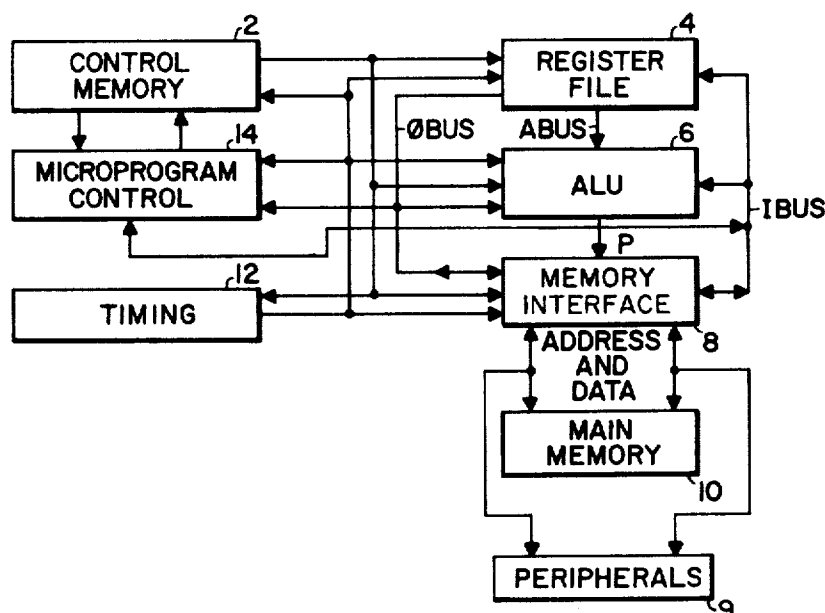 2
CONTROL
MEMORY
4
REGISTER
FILE
14
MICROPROGRAM
CONTROL
ØBUS
ABUS
6
ALU
IBUS
P
12
TIMING
MEMORY
INTERFACE
8
ADDRESS
AND
DATA
MAIN
MEMORY
10
PERIPHERALS
9